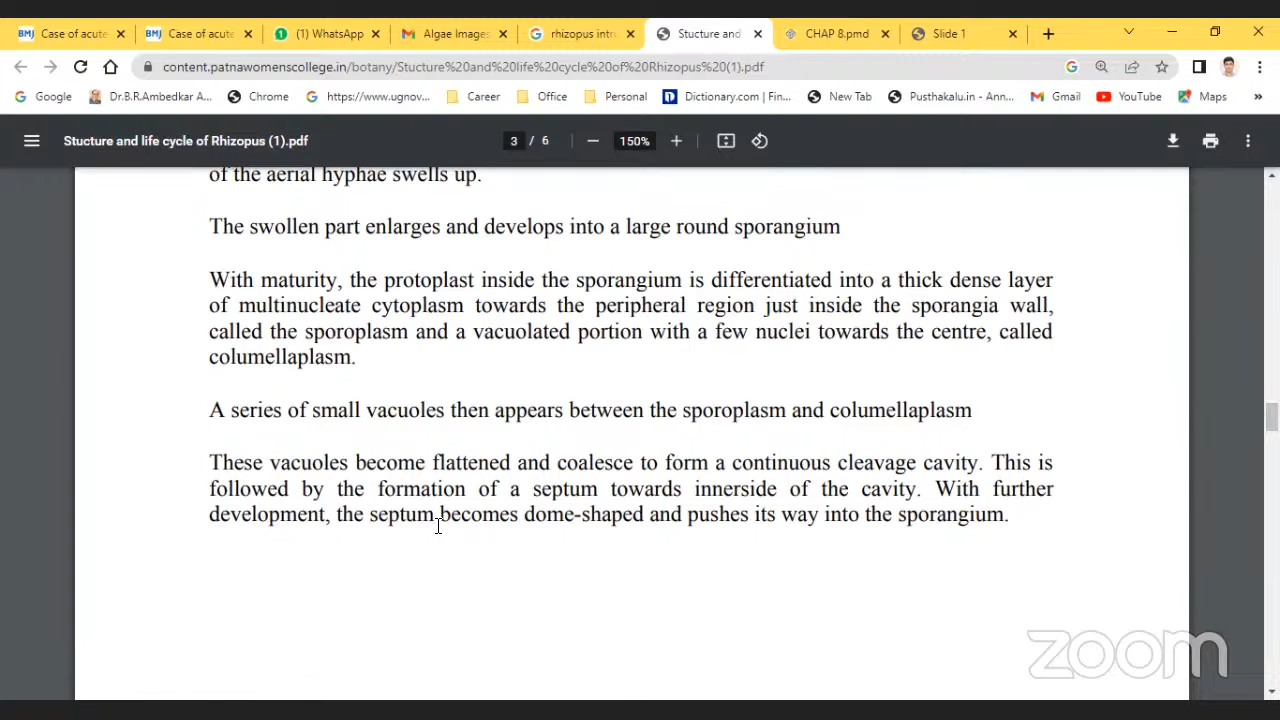 Case of acute
Case of acute
(1) WhatsApp
Algae Images
rhizopus intr
Stucture and
CHAP 8.pmd
Slide 1
content.patnawomenscollege.in/botany/Stucture%20and%20life%20cycle%20of%20Rhizopus%20(1).pdf
Google Dr.B.R.Ambedkar A... Chrome https://www.ugnov... Career Office Personal Dictionary.com | Fin... New Tab Pusthakalu.in - Ann... Gmail YouTube Maps »
Stucture and life cycle of Rhizopus (1).pdf 3 / 6 150%
of the aerial hyphae swells up.
The swollen part enlarges and develops into a large round sporangium
With maturity, the protoplast inside the sporangium is differentiated into a thick dense layer
of multinucleate cytoplasm towards the peripheral region just inside the sporangia wall,
called the sporoplasm and a vacuolated portion with a few nuclei towards the centre, called
columellaplasm.
A series of small vacuoles then appears between the sporoplasm and columellaplasm
These vacuoles become flattened and coalesce to form a continuous cleavage cavity. This is
followed by the formation of a septum towards innerside of the cavity. With further
development, the septum becomes dome-shaped and pushes its way into the sporangium.
zoom